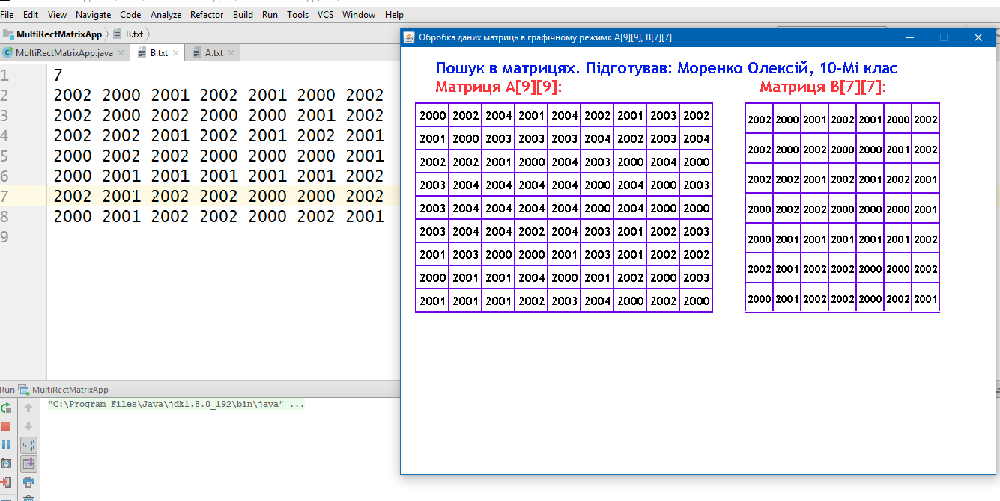 File Edit View Navigate Code Analyze Refactor Build Run Tools VCS Window Help
MultiRectMatrixApp B.txt
MultiRectMatrixApp.java B.txt A.txt
1 7
2 2002 2000 2001 2002 2001 2000 2002
3 2002 2000 2002 2000 2000 2001 2002
4 2002 2002 2001 2002 2001 2002 2001
5 2000 2002 2002 2000 2000 2000 2001
6 2000 2001 2001 2001 2001 2001 2002
7 2002 2001 2002 2002 2000 2000 2002
8 2000 2001 2002 2002 2000 2002 2001
9
Обробка даних матриць в графічному режимі: A[9][9], B[7][7]
Пошук в матрицях. Підготував: Моренко Олексій, 10-Мі клас
Матриця A[9][9]:
2000 2002 2004 2001 2004 2002 2001 2003 2002
2001 2000 2003 2003 2003 2004 2002 2003 2004
2002 2002 2001 2000 2004 2003 2000 2004 2000
2003 2004 2004 2004 2004 2000 2004 2000 2003
2003 2004 2004 2004 2000 2004 2004 2000 2000
2003 2004 2004 2002 2004 2003 2001 2002 2003
2001 2003 2000 2000 2001 2003 2001 2002 2002
2000 2001 2001 2004 2000 2001 2002 2000 2003
2001 2001 2001 2002 2003 2004 2000 2002 2000
Матриця B[7][7]:
2002 2000 2001 2002 2001 2000 2002
2002 2000 2002 2000 2000 2001 2002
2002 2002 2001 2002 2001 2002 2001
2000 2002 2002 2000 2000 2000 2001
2000 2001 2001 2001 2001 2001 2002
2002 2001 2002 2002 2000 2000 2002
2000 2001 2002 2002 2000 2002 2001
Run MultiRectMatrixApp
"C:\Program Files\Java\jdk1.8.0_192\bin\java" ...